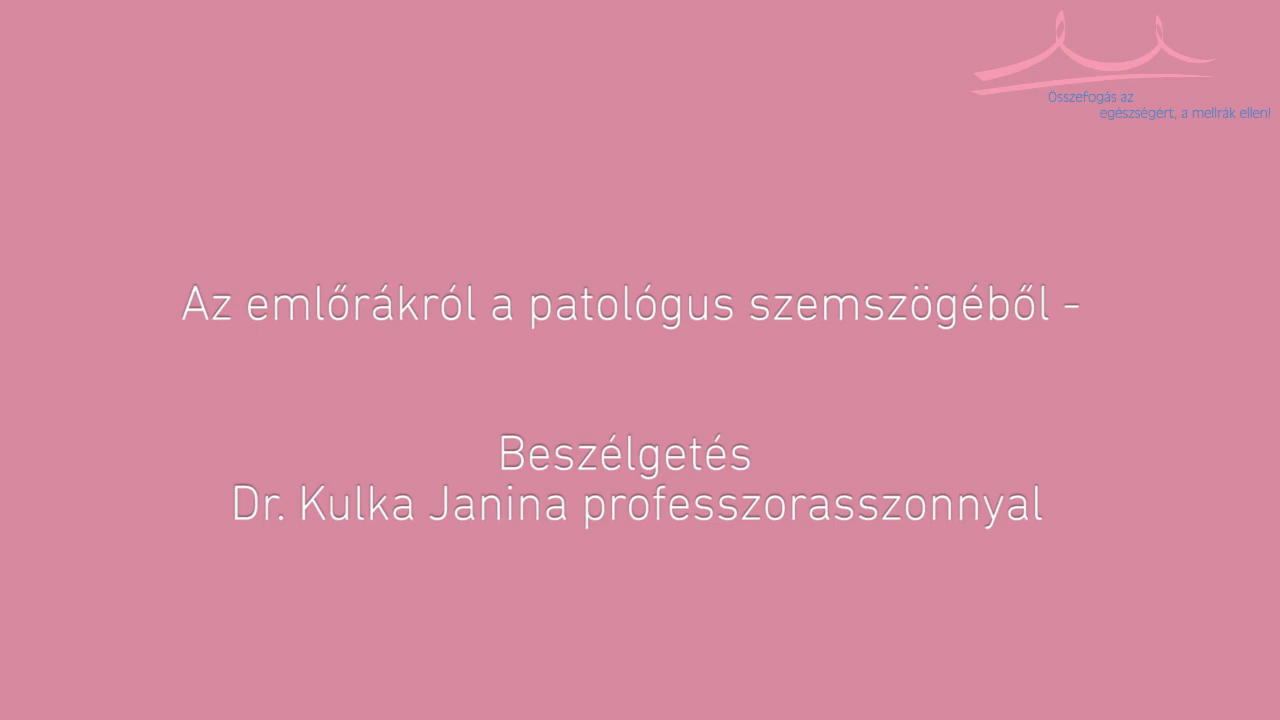 Összefogás az
egészségért, a mellrák ellen!
Az emlőrákról a patológus szemszögéből -
Beszélgetés
Dr. Kulka Janina professzorasszonnyal